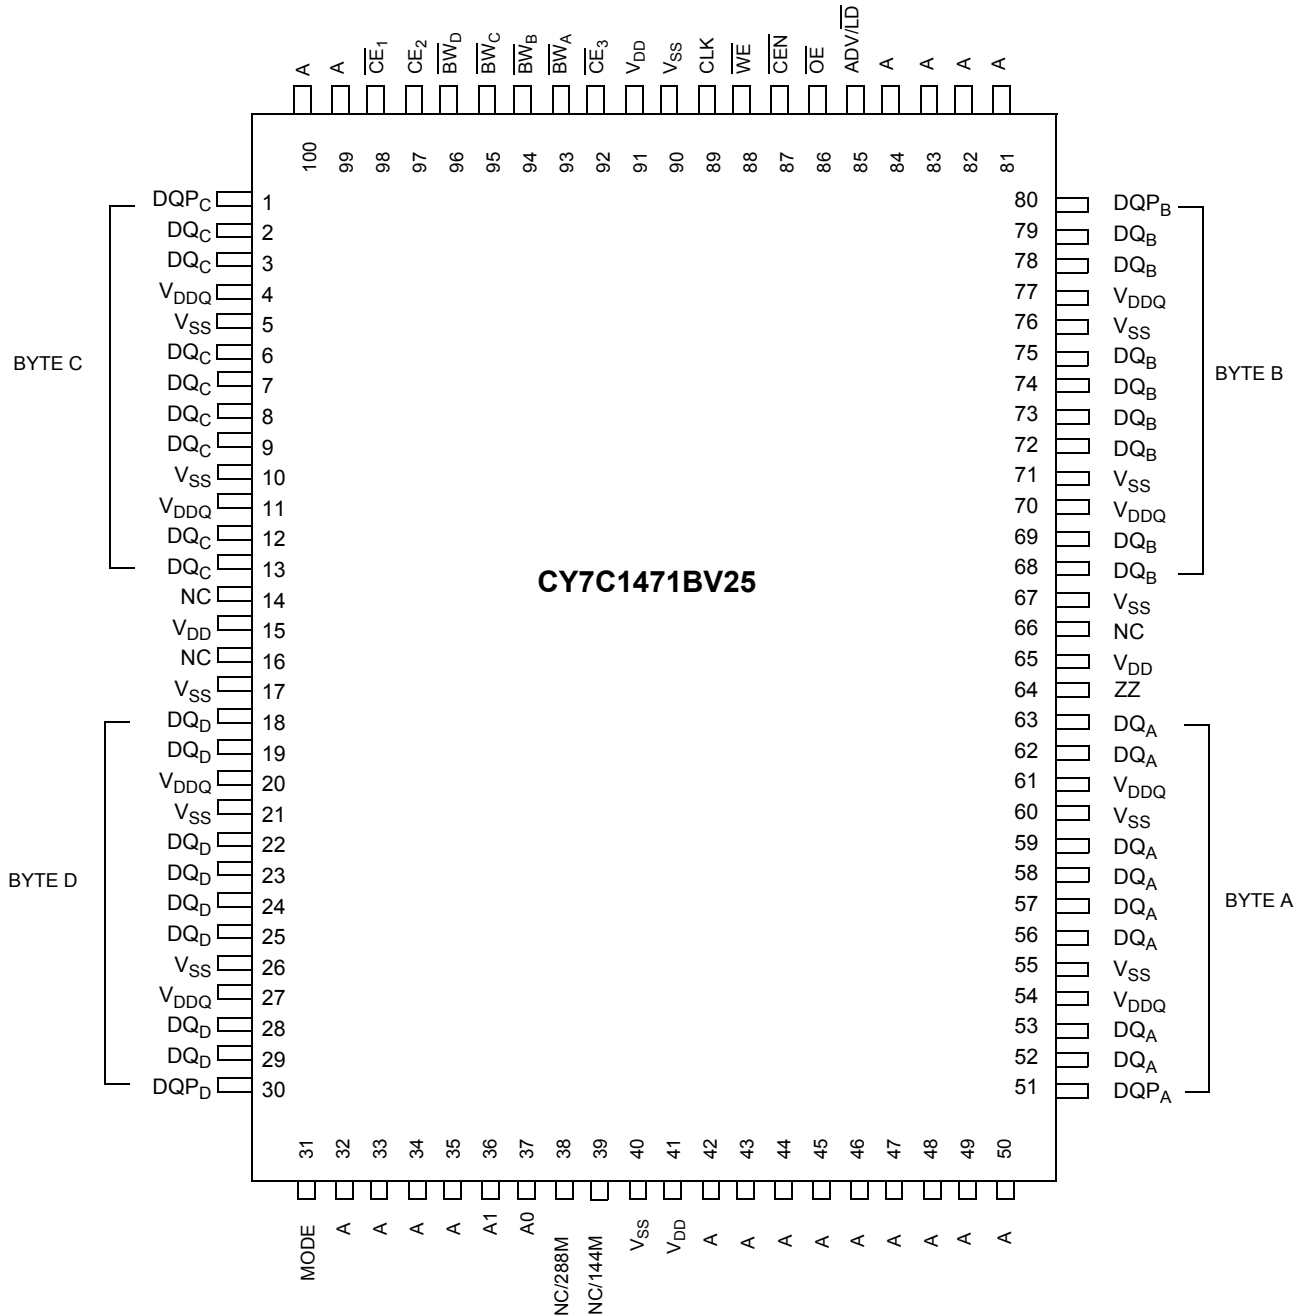 A A CE1 CE2 BWD BWC BWB BWA CE3 VDD VSS CLK WE CEN OE ADV/LD A A A A
100 99 98 97 96 95 94 93 92 91 90 89 88 87 86 85 84 83 82 81
DQPC 1 80 DQPB
DQC 2 79 DQB
DQC 3 78 DQB
VDDQ 4 77 VDDQ
VSS 5 76 VSS
DQC 6 75 DQB
BYTE C DQC 7 74 DQB BYTE B
DQC 8 73 DQB
DQC 9 72 DQB
VSS 10 71 VSS
VDDQ 11 70 VDDQ
DQC 12 69 DQB
DQC 13 68 DQB
CY7C1471BV25
NC 14 67 VSS
VDD 15 66 NC
NC 16 65 VDD
VSS 17 64 ZZ
DQD 18 63 DQA
DQD 19 62 DQA
VDDQ 20 61 VDDQ
VSS 21 60 VSS
DQD 22 59 DQA
BYTE D DQD 23 58 DQA
DQD 24 57 DQA BYTE A
DQD 25 56 DQA
VSS 26 55 VSS
VDDQ 27 54 VDDQ
DQD 28 53 DQA
DQD 29 52 DQA
DQPD 30 51 DQPA
31 32 33 34 35 36 37 38 39 40 41 42 43 44 45 46 47 48 49 50
MODE A A A A A1 A0 NC/288M NC/144M VSS VDD A A A A A A A A A